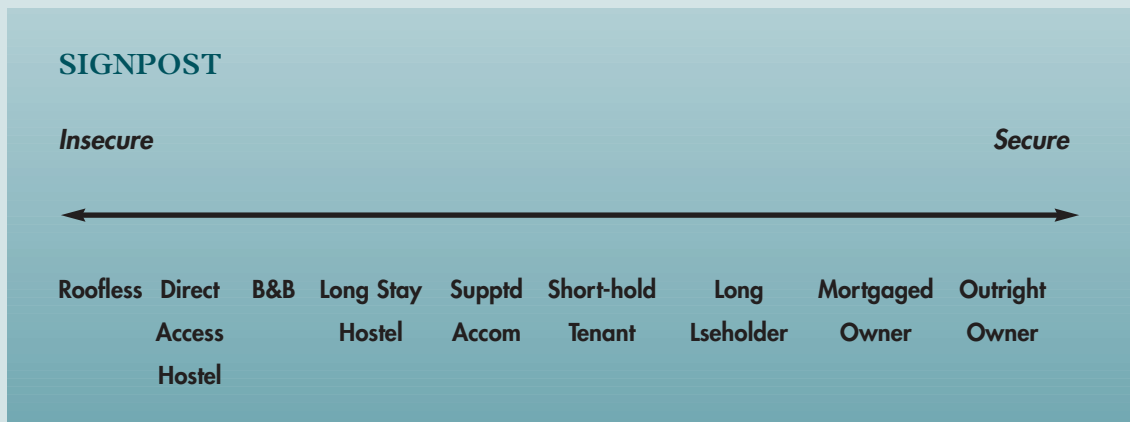 SIGNPOST
Insecure Secure
Roofless Direct B&B Long Stay Supptd Short-hold Long Mortgaged Outright
Access Hostel Accom Tenant Lseholder Owner Owner
Hostel